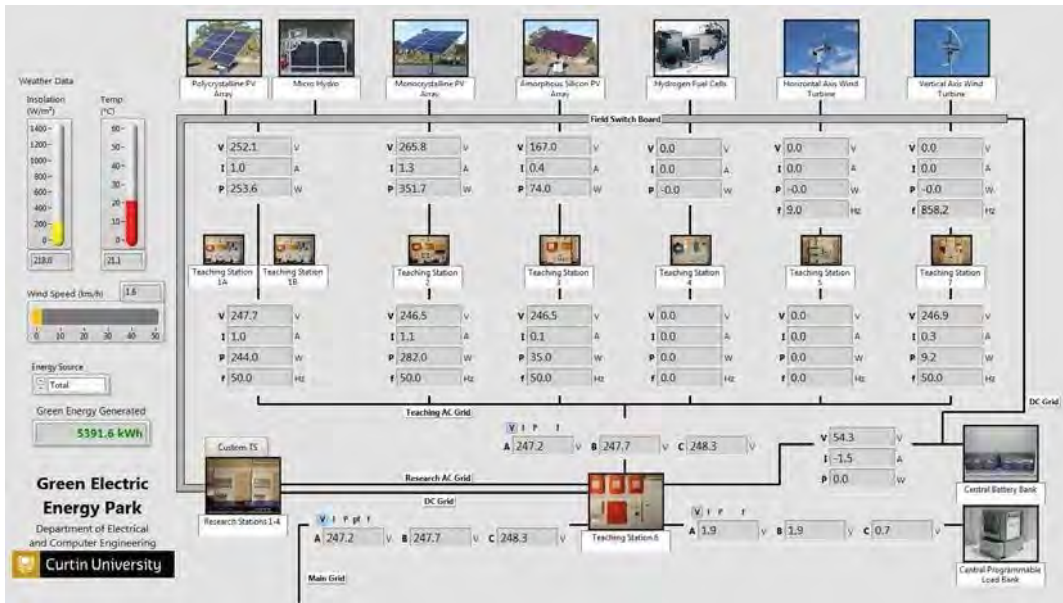 Polycrystalline PV
Array
Micro Hydro
Monocrystalline PV
Array
Amorphous Silicon PV
Array
Hydrogen Fuel Cells
Horizontal Axis Wind
Turbine
Vertical Axis Wind
Turbine
Weather Data
Insolation
(W/m²)
Temp
(°C)
1400
1200
1000
800
600
400
200
0
60
50
40
30
20
10
0
218.0
21.1
Field Switch Board
V 252.1 V
I 1.0 A
P 253.6 W
V 265.8 V
I 1.3 A
P 351.7 W
V 167.0 V
I 0.4 A
P 74.0 W
V 0.0 V
I 0.0 A
P -0.0 W
V 0.0 V
I 0.0 A
P -0.0 W
f 9.0 Hz
V 0.0 V
I 0.0 A
P -0.0 W
f 858.2 Hz
Teaching Station
1A
Teaching Station
1B
Teaching Station
2
Teaching Station
3
Teaching Station
4
Teaching Station
5
Teaching Station
7
Wind Speed (km/h) 1.6
0 10 20 30 40 50
V 247.7 V
I 1.0 A
P 244.0 W
f 50.0 Hz
V 246.5 V
I 1.1 A
P 282.0 W
f 50.0 Hz
V 246.5 V
I 0.1 A
P 35.0 W
f 50.0 Hz
V 0.0 V
I 0.0 A
P 0.0 W
f 0.0 Hz
V 0.0 V
I 0.0 A
P 0.0 W
f 0.0 Hz
V 246.9 V
I 0.3 A
P 9.2 W
f 50.0 Hz
Energy Source
Total
Green Energy Generated
5391.6 kWh
Teaching AC Grid
DC Grid
V I P f
A 247.2 V B 247.7 V C 248.3 V
V 54.3 V
I -1.5 A
P 0.0 W
Custom TS
Research AC Grid
DC Grid
Research Stations 1-4
Central Battery Bank
Green Electric
Energy Park
Department of Electrical
and Computer Engineering
Curtin University
V I P pf f
A 247.2 V B 247.7 V C 248.3 V
Teaching Station 6
V I P f
A 1.9 V B 1.9 V C 0.7 V
Central Programmable
Load Bank
Main Grid